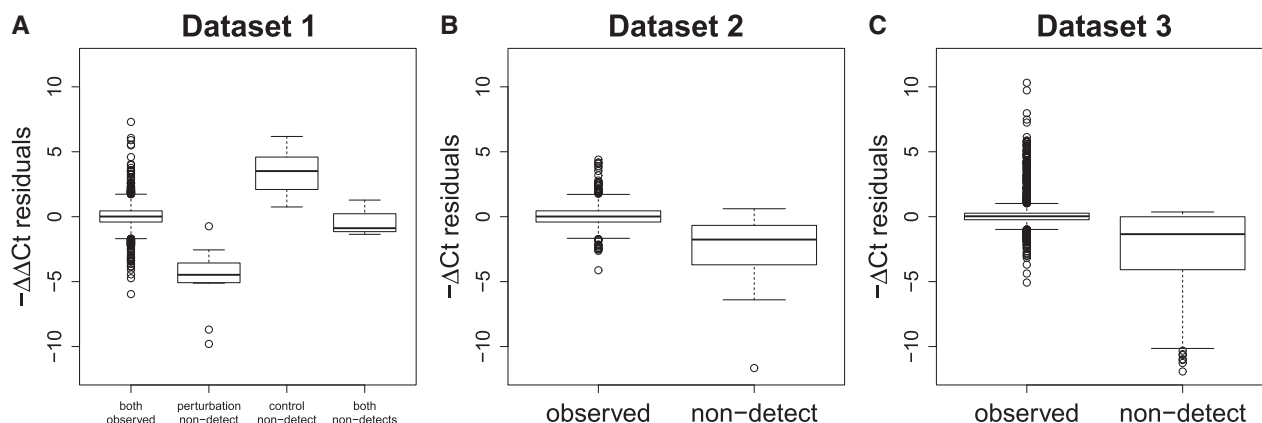 A Dataset 1
−ΔΔCt residuals
10
5
0
−5
−10
both observed
perturbation non−detect
control non−detect
both non−detects
B Dataset 2
−ΔCt residuals
10
5
0
−5
−10
observed
non−detect
C Dataset 3
−ΔCt residuals
10
5
0
−5
−10
observed
non−detect